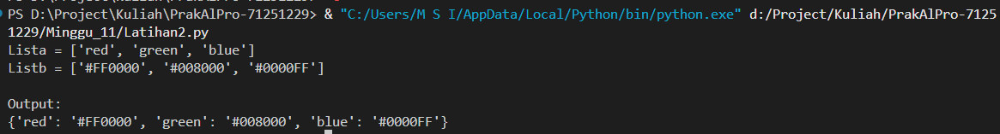 PS D:\Project\Kuliah\PrakAlPro-71251229> & "C:/Users/M S I/AppData/Local/Python/bin/python.exe" d:/Project/Kuliah/PrakAlPro-7125
1229/Minggu_11/Latihan2.py
Lista = ['red', 'green', 'blue']
Listb = ['#FF0000', '#008000', '#0000FF']
Output:
{'red': '#FF0000', 'green': '#008000', 'blue': '#0000FF'}